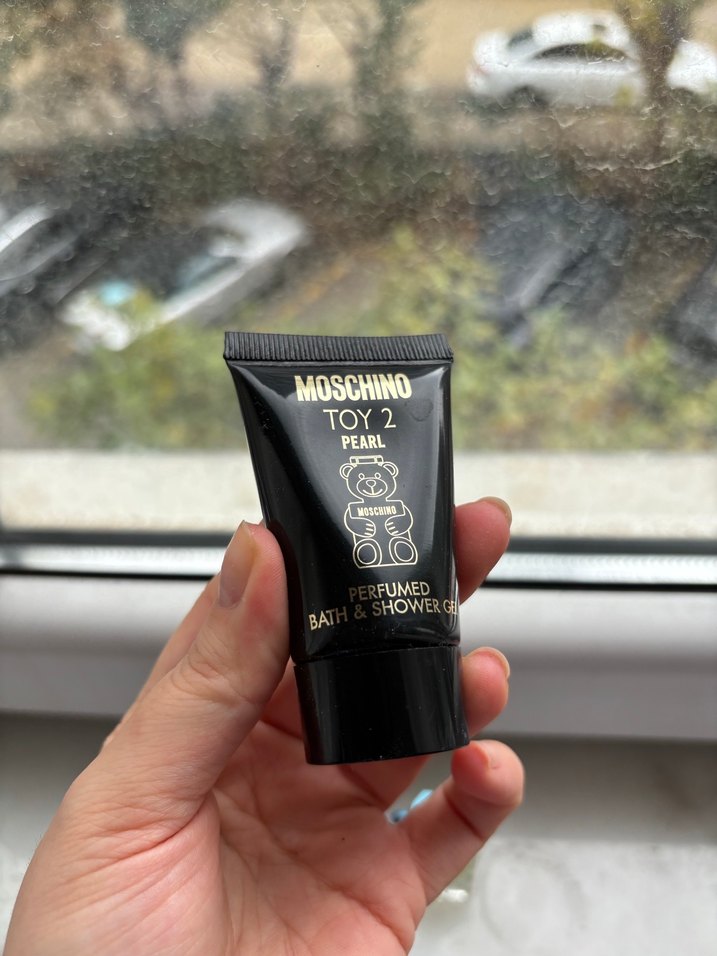 MOSCHINO
TOY 2
PEARL
MOSCHINO
PERFUMED
BATH & SHOWER GEL